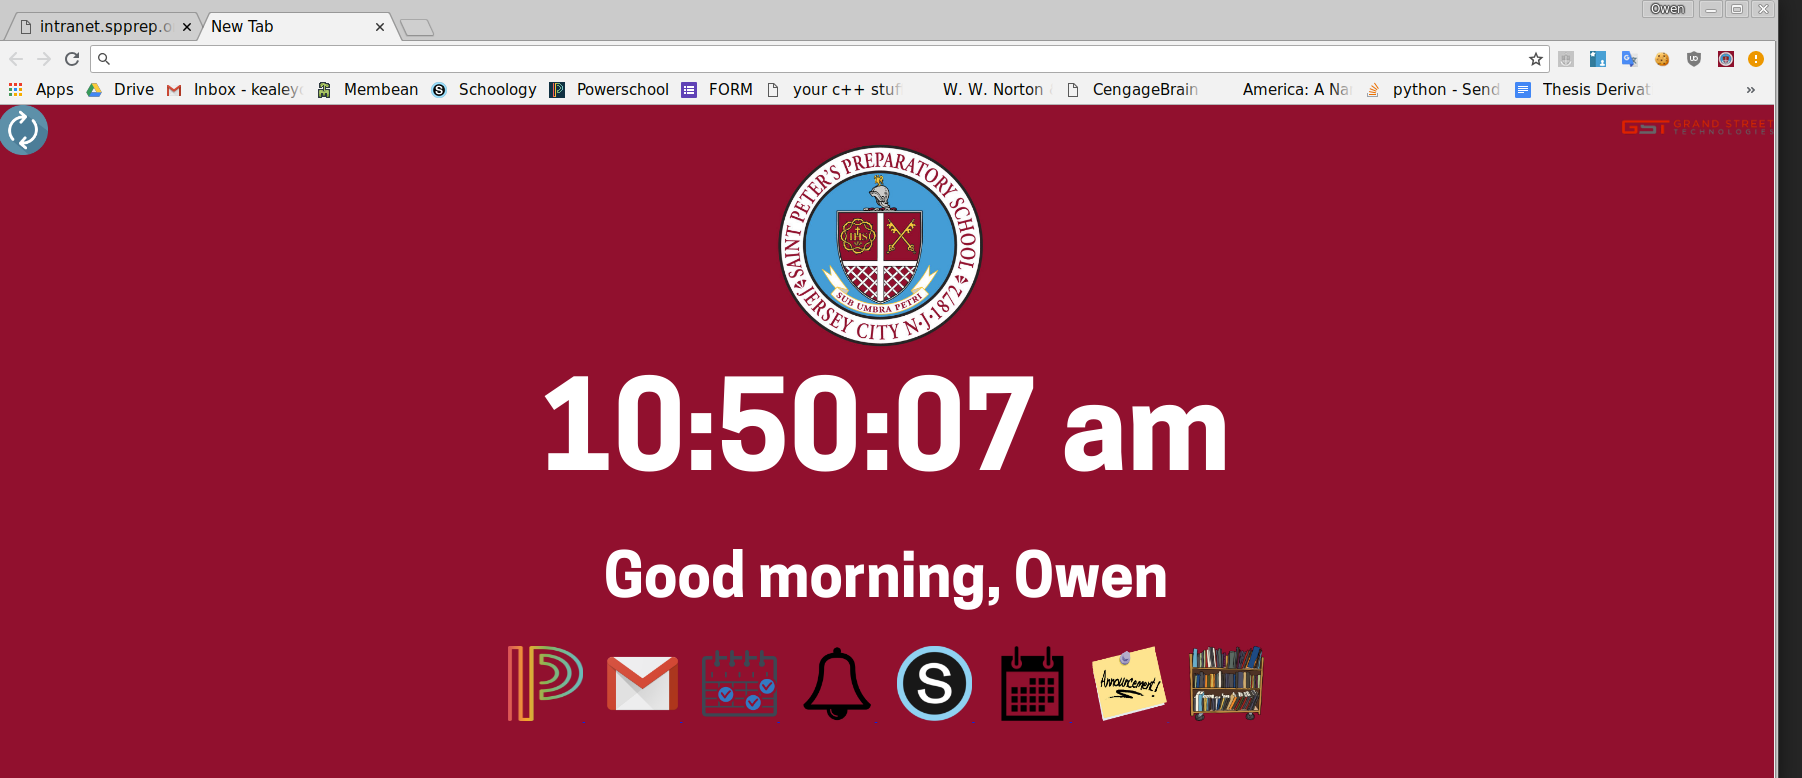 Owen
intranet.spprep.o
New Tab
Apps Drive Inbox - kealey Membean Schoology Powerschool FORM your c++ stuf W. W. Norton CengageBrain America: A Na python - Send Thesis Derivat »
GST GRAND STREET
TECHNOLOGIES
SAINT PETER'S PREPARATORY SCHOOL
IHS
SUB UMBRA PETRI
JERSEY CITY N·J·1872
10:50:07 am
Good morning, Owen
S
Announcement!